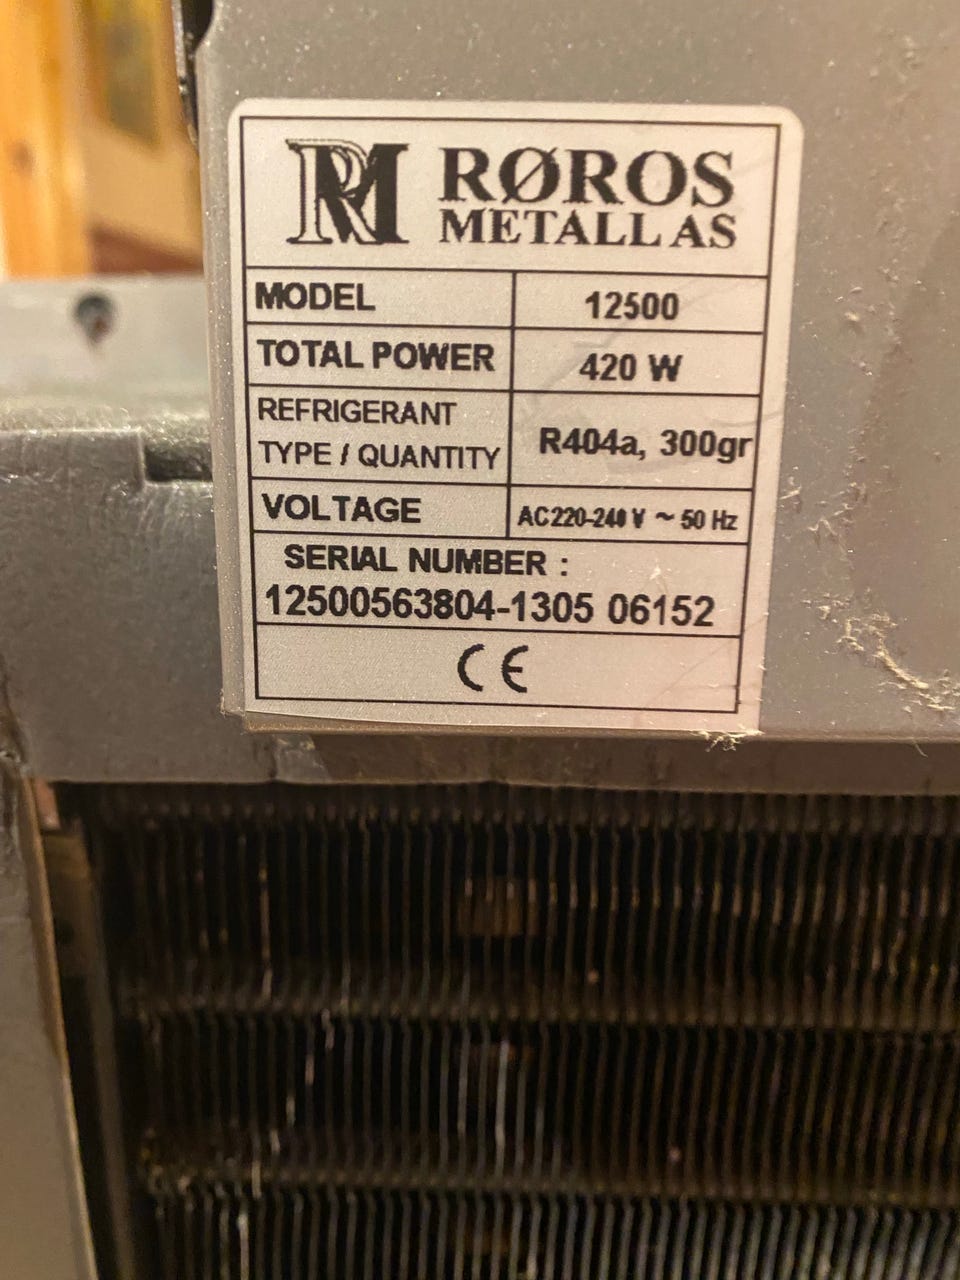 RM RØROS
METALL AS
MODEL 12500
TOTAL POWER 420 W
REFRIGERANT
TYPE / QUANTITY R404a, 300gr
VOLTAGE AC220-240 V ~ 50 Hz
SERIAL NUMBER :
12500563804-1305 06152
CE